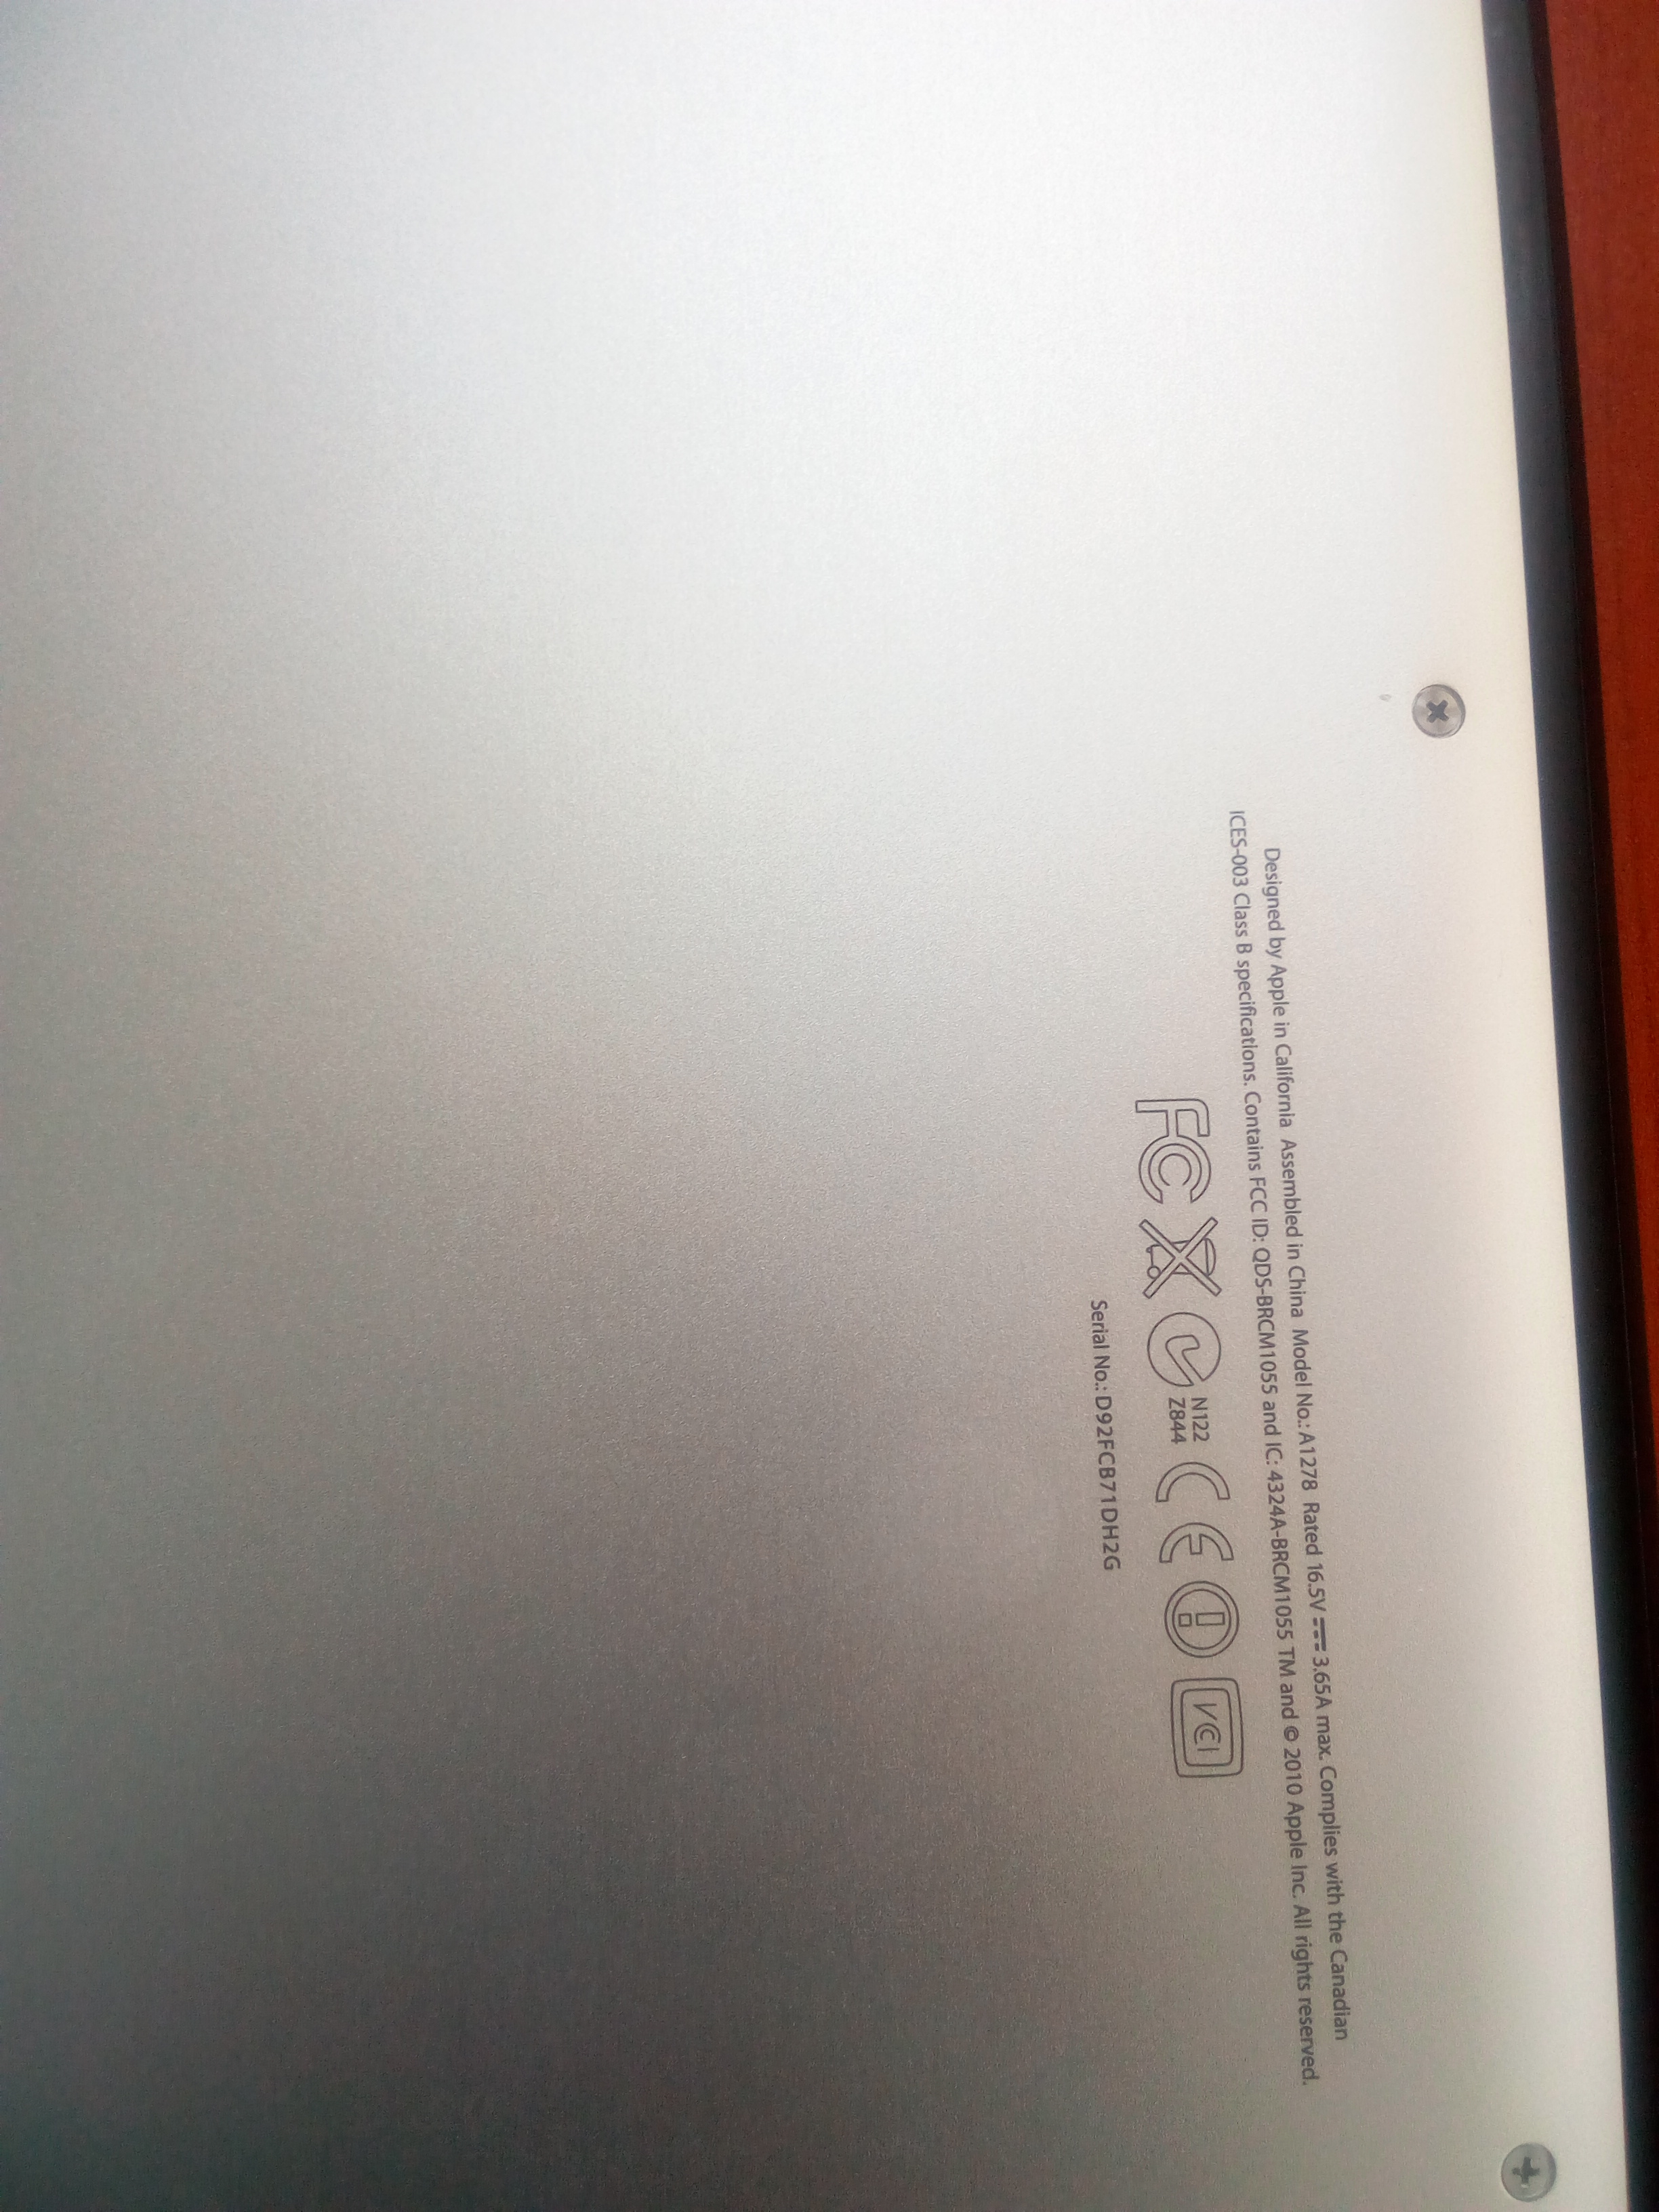 Designed by Apple in California Assembled in China Model No.: A1278 Rated 16.5V 3.65A max. Complies with the Canadian
ICES-003 Class B specifications. Contains FCC ID: QDS-BRCM1055 and IC: 4324A-BRCM1055 TM and © 2010 Apple Inc. All rights reserved.
FC N122 CE ! VCI
Z844
Serial No.: D92FCB71DH2G